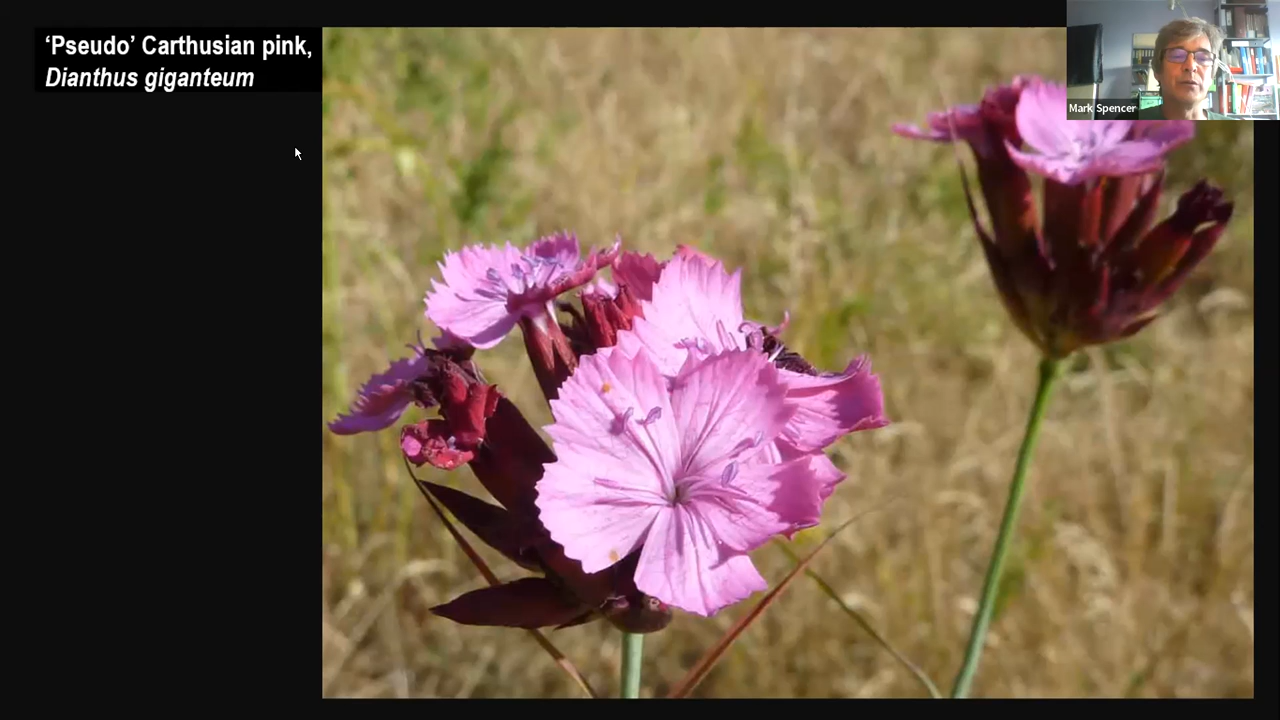 ‘Pseudo’ Carthusian pink,
Dianthus giganteum
Mark Spencer